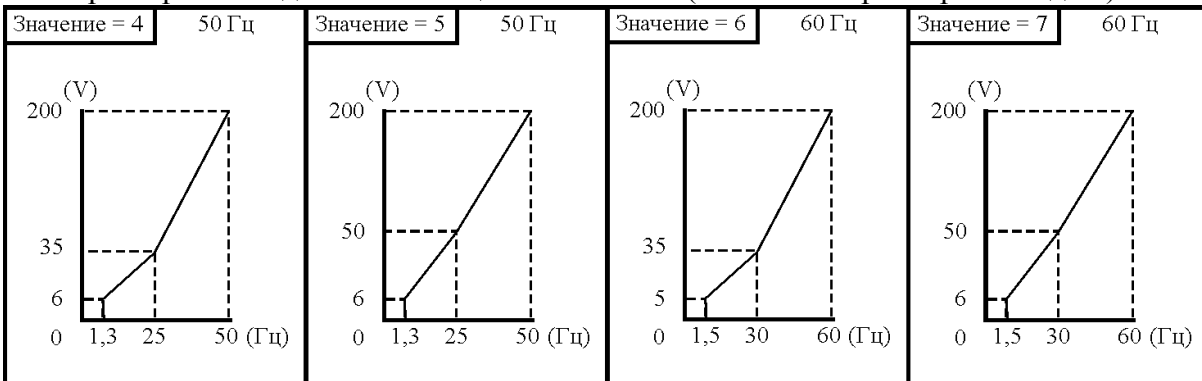 Значение = 4 50 Гц
(V)
200
35
6
0 1,3 25 50 (Гц)
Значение = 5 50 Гц
(V)
200
50
6
0 1,3 25 50 (Гц)
Значение = 6 60 Гц
(V)
200
35
5
0 1,5 30 60 (Гц)
Значение = 7 60 Гц
(V)
200
50
6
0 1,5 30 60 (Гц)